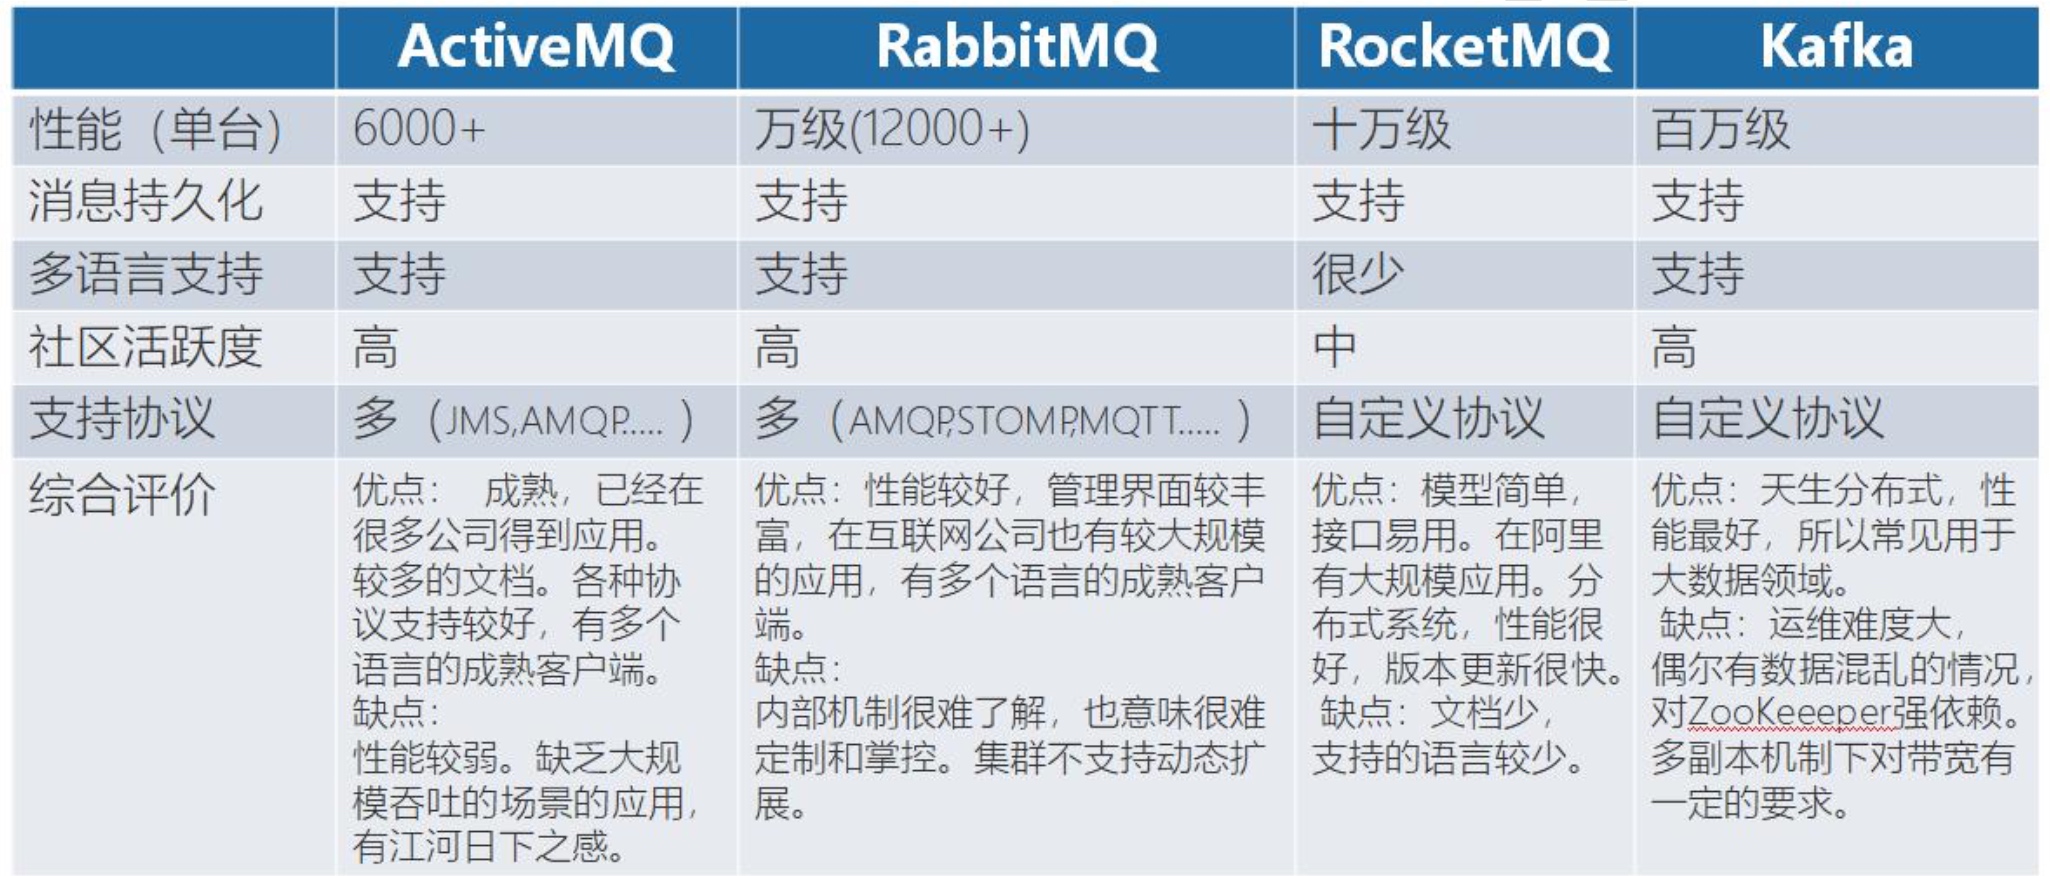 ActiveMQ RabbitMQ RocketMQ Kafka
性能（单台） 6000+ 万级(12000+) 十万级 百万级
消息持久化 支持 支持 支持 支持
多语言支持 支持 支持 很少 支持
社区活跃度 高 高 中 高
支持协议 多（JMS,AMQP..... ） 多（AMQP,STOMP,MQTT..... ） 自定义协议 自定义协议
综合评价
优点： 成熟，已经在
很多公司得到应用。
较多的文档。各种协
议支持较好，有多个
语言的成熟客户端。
缺点：
性能较弱。缺乏大规
模吞吐的场景的应用，
有江河日下之感。
优点：性能较好，管理界面较丰
富，在互联网公司也有较大规模
的应用，有多个语言的成熟客户
端。
缺点：
内部机制很难了解，也意味很难
定制和掌控。集群不支持动态扩
展。
优点：模型简单，
接口易用。在阿里
有大规模应用。分
布式系统，性能很
好，版本更新很快。
缺点：文档少，
支持的语言较少。
优点：天生分布式，性
能最好，所以常见用于
大数据领域。
缺点：运维难度大，
偶尔有数据混乱的情况，
对ZooKeeeper强依赖。
多副本机制下对带宽有
一定的要求。